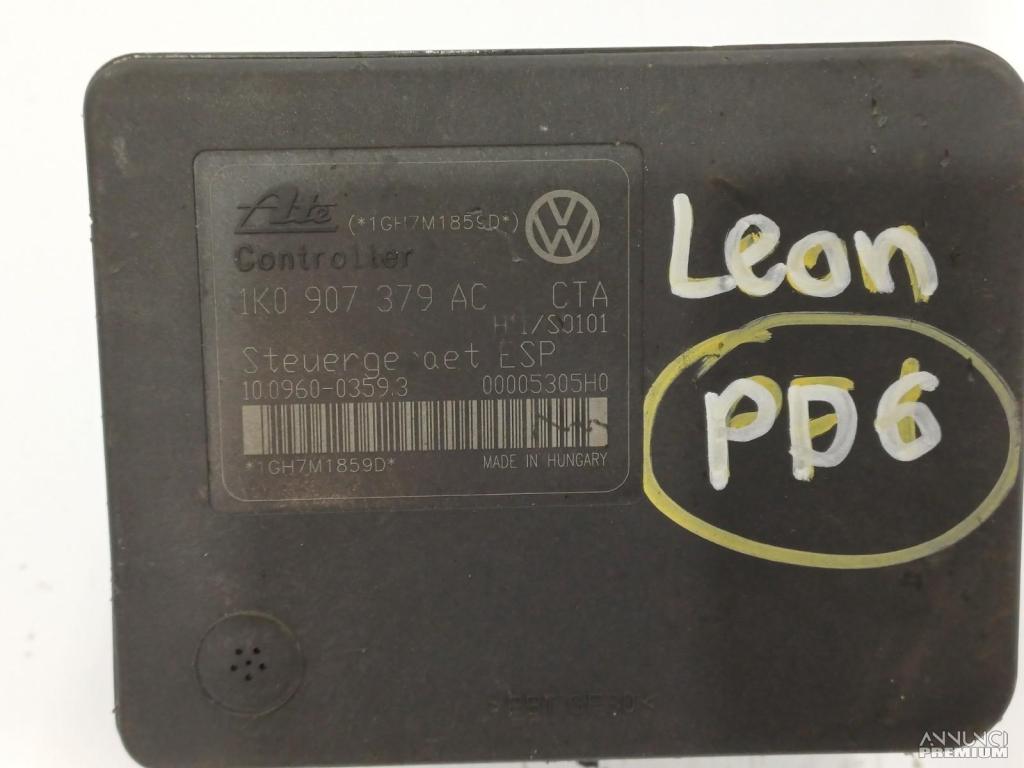 Ate (*1GH7M1859D*)
Controller
1K0 907 379 AC CTA
H 1/S0101
Steuerge aet ESP
10.0960-0359.3 00005305H0
*1GH7M1859D* MADE IN HUNGARY
Leon
PD6
ANNUNCI
PREMIUM